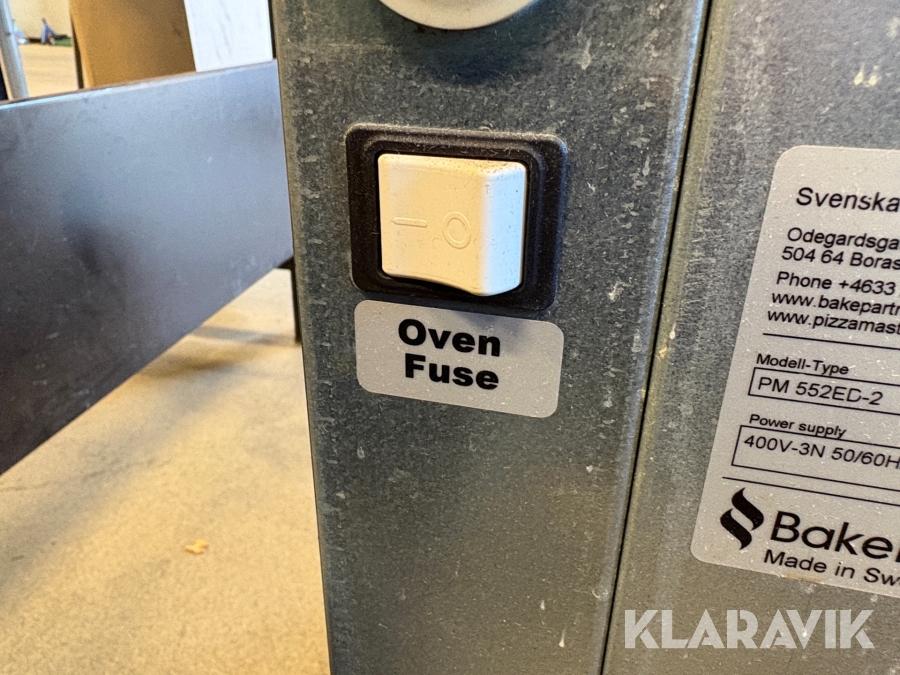 — O
Oven
Fuse
Svenska
Odegardsga
504 64 Boras
Phone +4633
www.bakepartn
www.pizzamast
Modell-Type
PM 552ED-2
Power supply
400V-3N 50/60H
Bake
Made in Sw
KLARAVIK